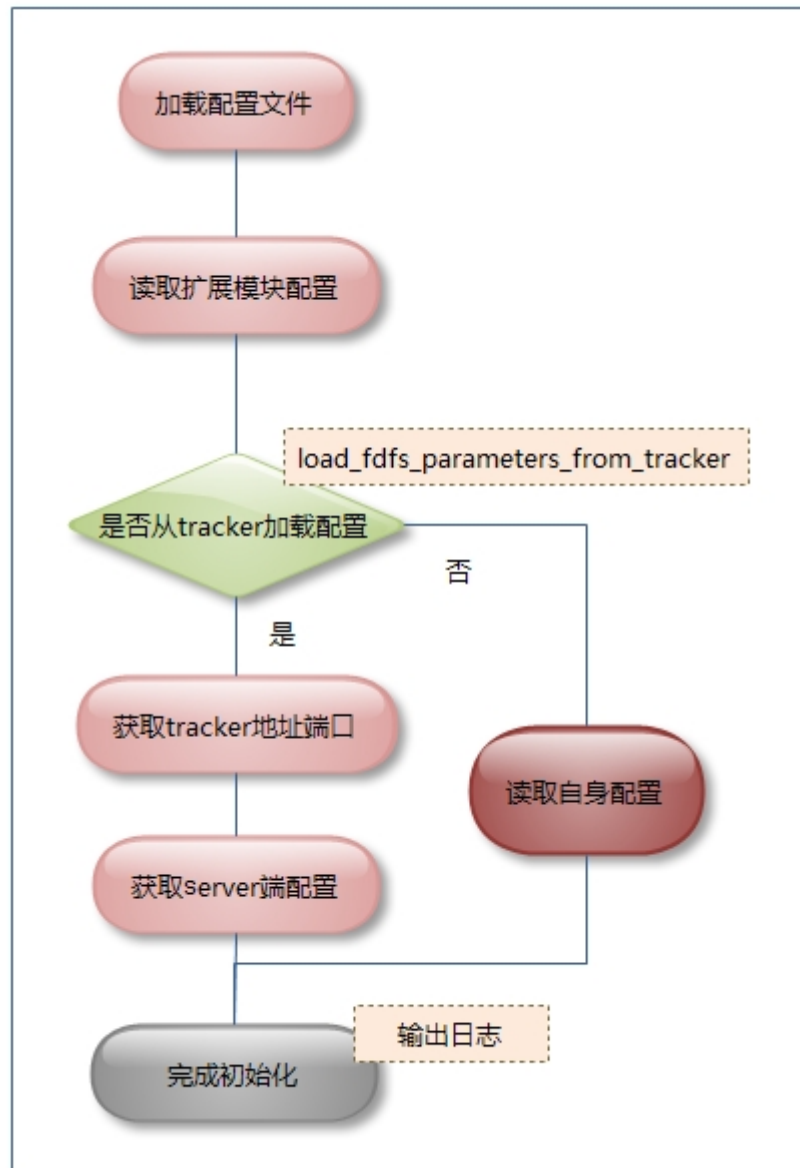 加载配置文件
读取扩展模块配置
load_fdfs_parameters_from_tracker
是否从tracker加载配置
否
是
获取tracker地址端口
读取自身配置
获取server端配置
输出日志
完成初始化